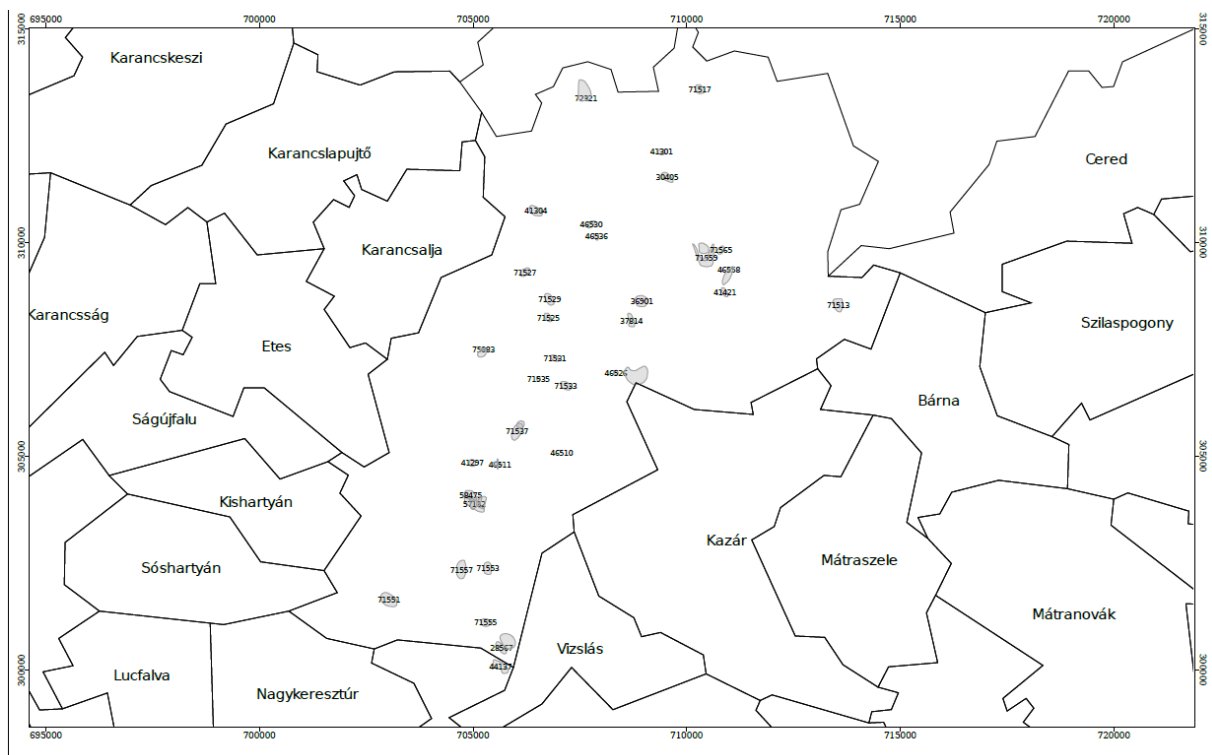 695000 700000 705000 710000 715000 720000
315000 315000
Karancskeszi
72321
71517
Karancslapujtő
41301
Cered
30405
41304
46530
46536
310000 310000
Karancsalja
71565
71559
46558
71527
41421
71529
36901
71513
Karancsság
71525
37814
Szilaspogony
Etes
75083
71531
46526
71535
71533
Bárna
Ságújfalu
71537
305000 305000
46510
41297
Kishartyán
58475
Kazár
Mátraszele
Sóshartyán
71557 71553
71551
Mátranovák
71555
Vizslás
28567
Lucfalva
44137
300000 300000
Nagykeresztúr
695000 700000 705000 710000 715000 720000